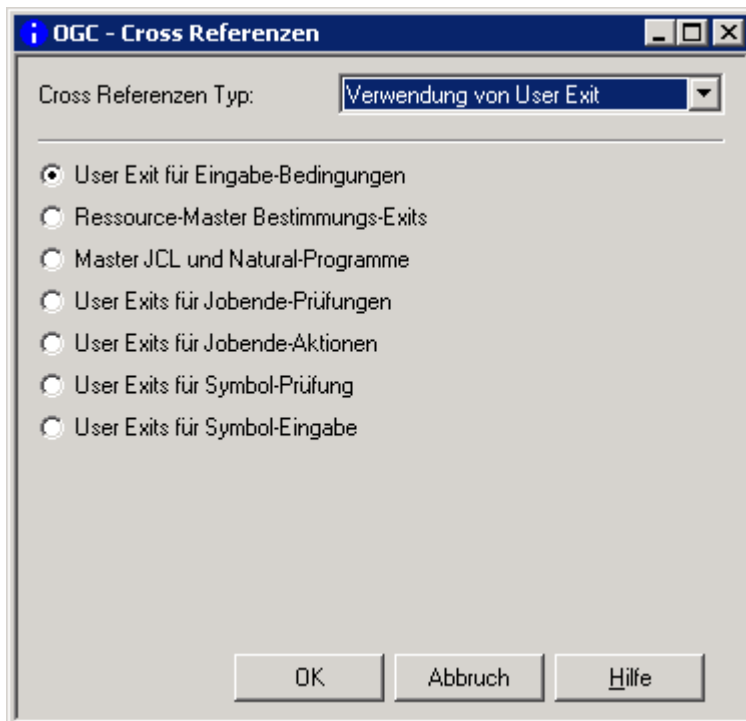 OGC - Cross Referenzen
Cross Referenzen Typ: Verwendung von User Exit
User Exit für Eingabe-Bedingungen
Ressource-Master Bestimmungs-Exits
Master JCL und Natural-Programme
User Exits für Jobende-Prüfungen
User Exits für Jobende-Aktionen
User Exits für Symbol-Prüfung
User Exits für Symbol-Eingabe
OK Abbruch Hilfe